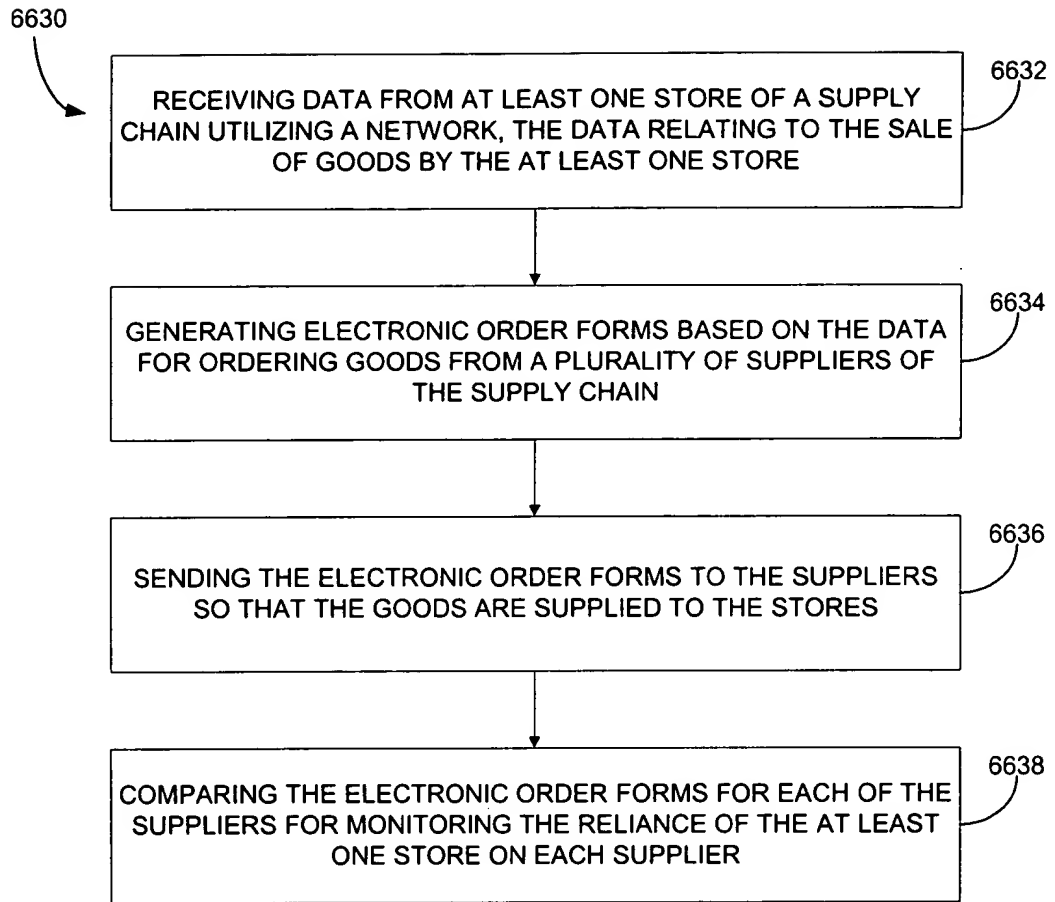 6630
6632
RECEIVING DATA FROM AT LEAST ONE STORE OF A SUPPLY
CHAIN UTILIZING A NETWORK, THE DATA RELATING TO THE SALE
OF GOODS BY THE AT LEAST ONE STORE
6634
GENERATING ELECTRONIC ORDER FORMS BASED ON THE DATA
FOR ORDERING GOODS FROM A PLURALITY OF SUPPLIERS OF
THE SUPPLY CHAIN
6636
SENDING THE ELECTRONIC ORDER FORMS TO THE SUPPLIERS
SO THAT THE GOODS ARE SUPPLIED TO THE STORES
6638
COMPARING THE ELECTRONIC ORDER FORMS FOR EACH OF THE
SUPPLIERS FOR MONITORING THE RELIANCE OF THE AT LEAST
ONE STORE ON EACH SUPPLIER